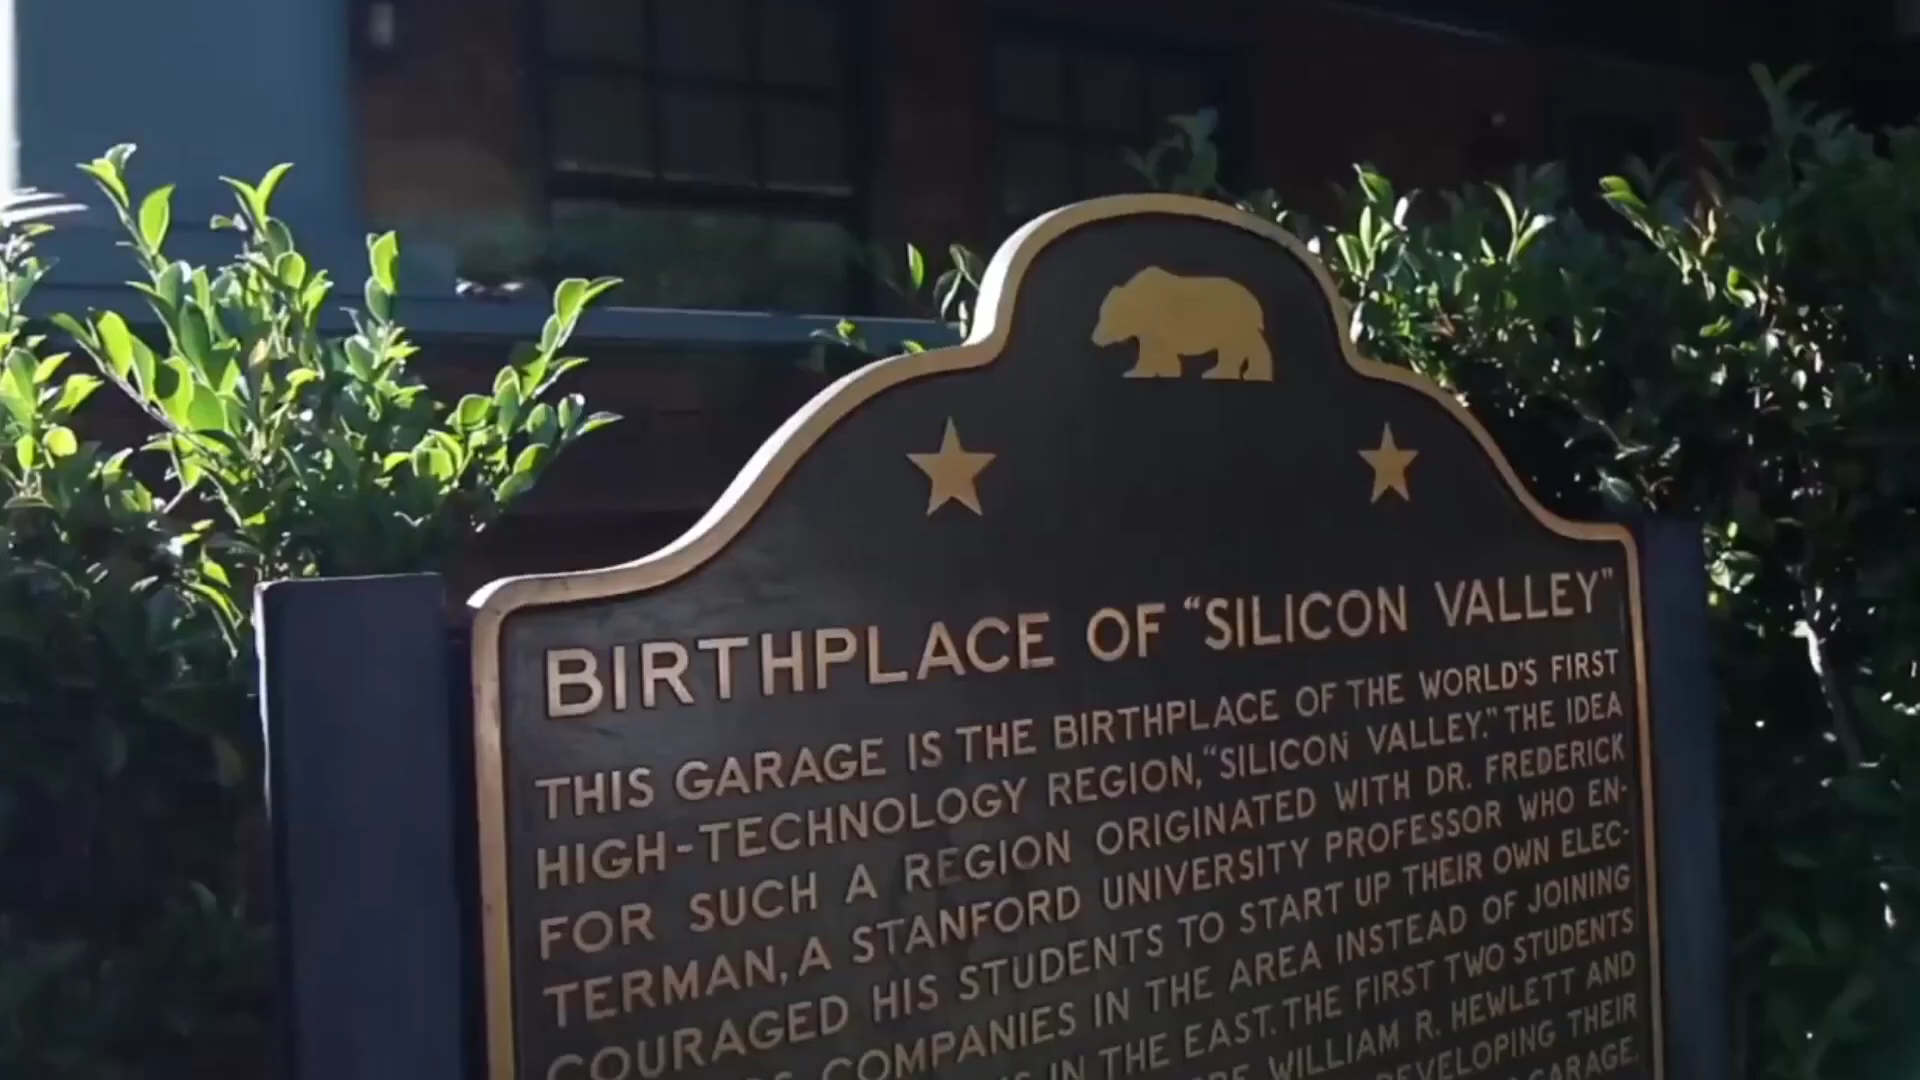 BIRTHPLACE OF “SILICON VALLEY”
THIS GARAGE IS THE BIRTHPLACE OF THE WORLD'S FIRST
HIGH-TECHNOLOGY REGION, “SILICON VALLEY.” THE IDEA
FOR SUCH A REGION ORIGINATED WITH DR. FREDERICK
TERMAN, A STANFORD UNIVERSITY PROFESSOR WHO EN-
COURAGED HIS STUDENTS TO START UP THEIR OWN ELEC-
COMPANIES IN THE AREA INSTEAD OF JOINING
IN THE EAST. THE FIRST TWO STUDENTS
WILLIAM R. HEWLETT AND
DEVELOPING THEIR
GARAGE.